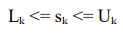 Lₖ <= sₖ <= Uₖ